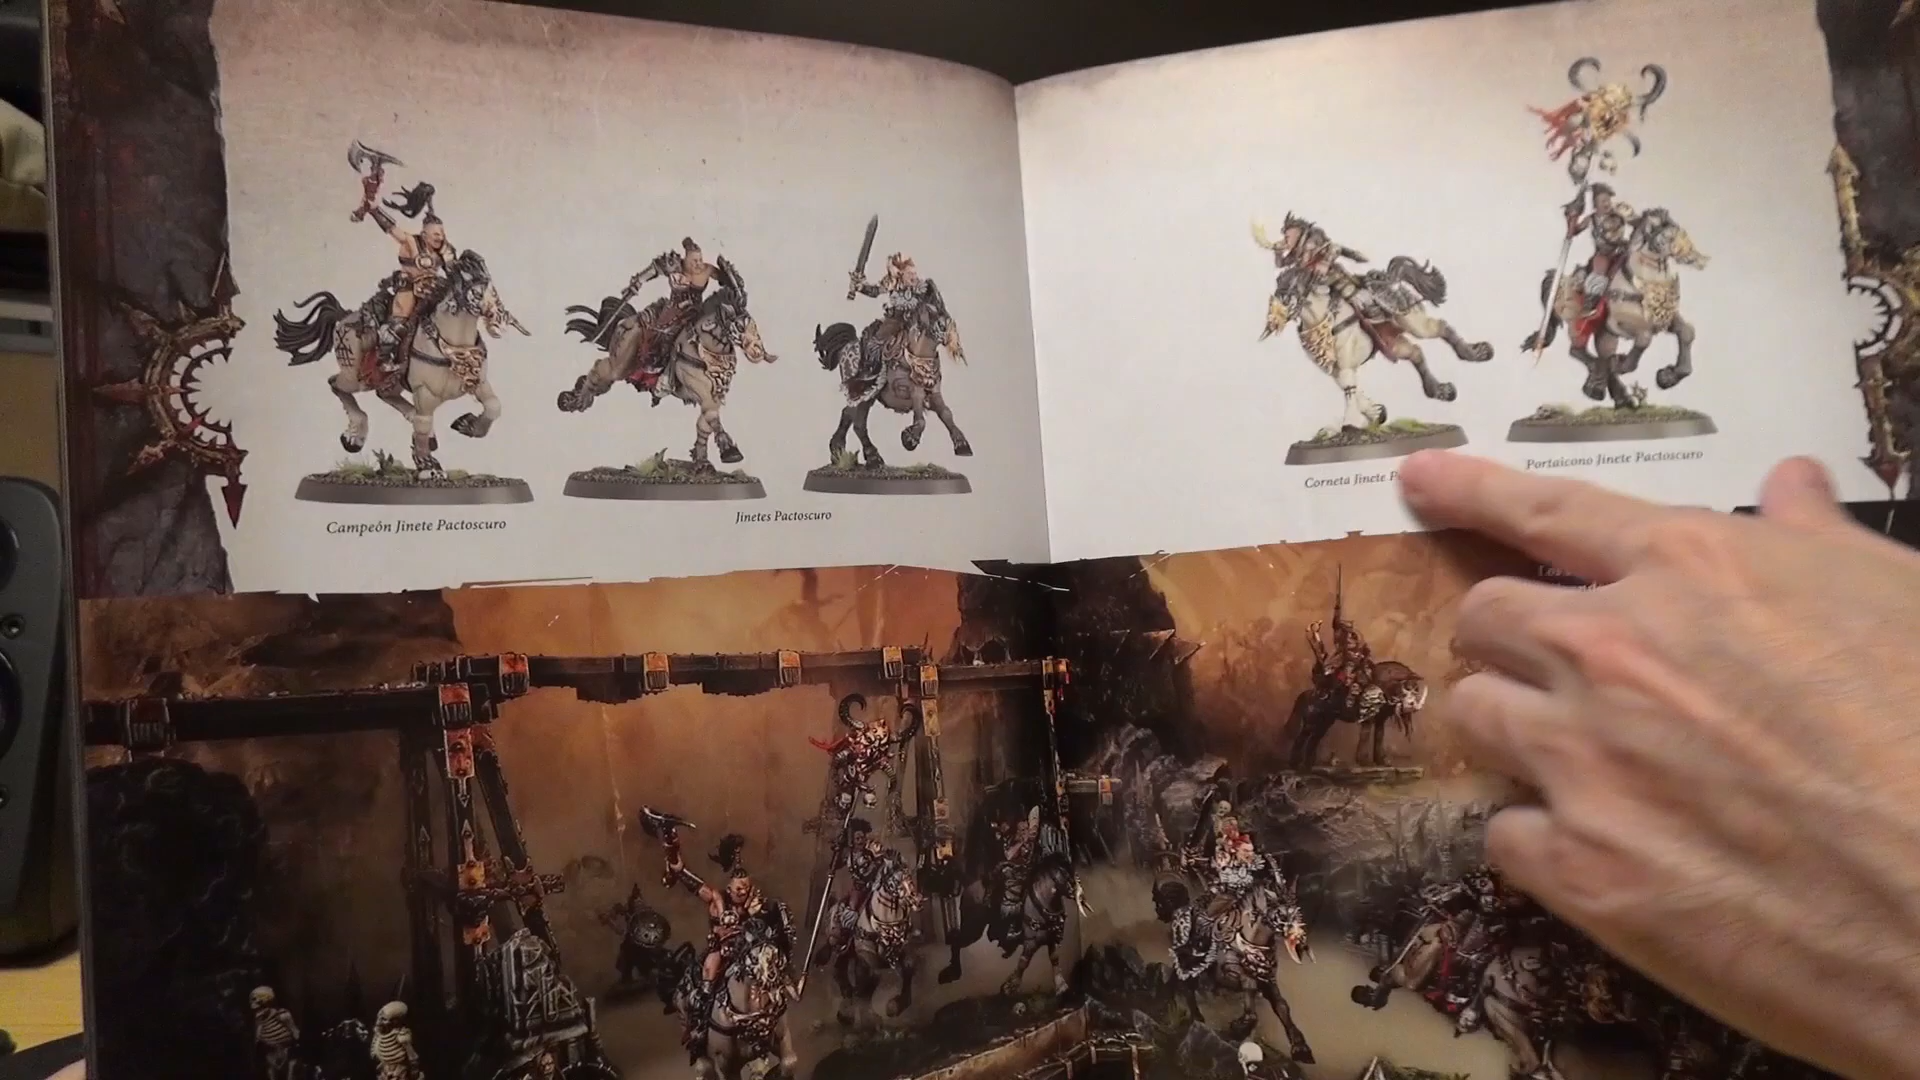 Campeón Jinete Pactoscuro
Jinetes Pactoscuro
Corneta Jinete
Portaicono Jinete Pactoscuro